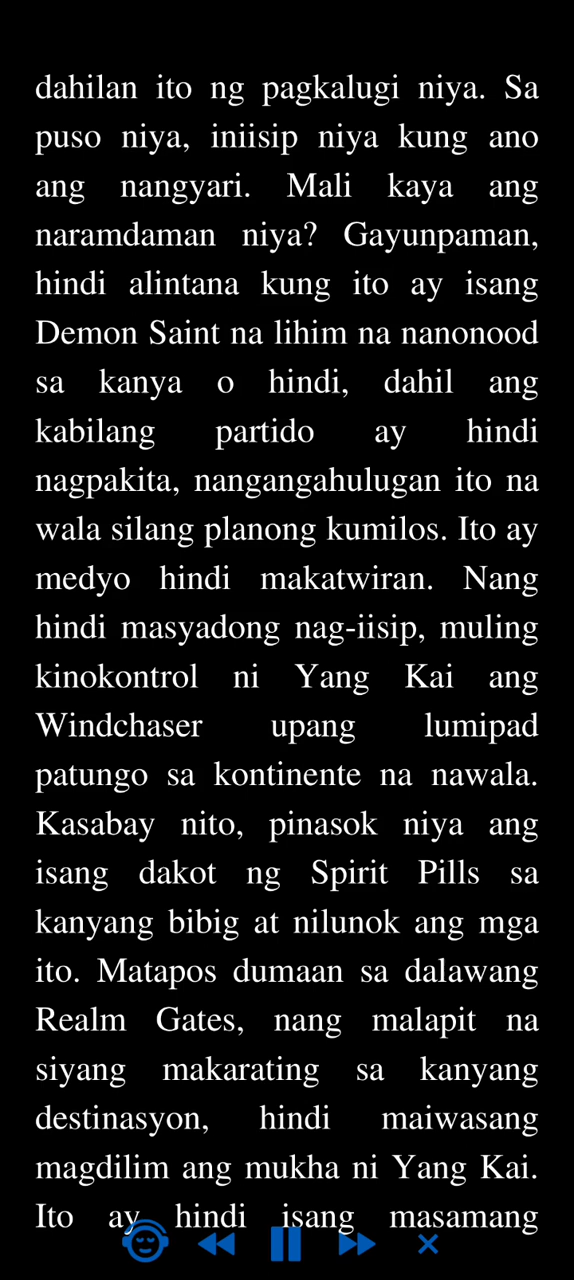 dahilan ito ng pagkalugi niya. Sa
puso niya, iniisip niya kung ano
ang nangyari. Mali kaya ang
naramdaman niya? Gayunpaman,
hindi alintana kung ito ay isang
Demon Saint na lihim na nanonood
sa kanya o hindi, dahil ang
kabilang partido ay hindi
nagpakita, nangangahulugan ito na
wala silang planong kumilos. Ito ay
medyo hindi makatwiran. Nang
hindi masyadong nag-iisip, muling
kinokontrol ni Yang Kai ang
Windchaser upang lumipad
patungo sa kontinente na nawala.
Kasabay nito, pinasok niya ang
isang dakot ng Spirit Pills sa
kanyang bibig at nilunok ang mga
ito. Matapos dumaan sa dalawang
Realm Gates, nang malapit na
siyang makarating sa kanyang
destinasyon, hindi maiwasang
magdilim ang mukha ni Yang Kai.
Ito ay hindi isang masamang